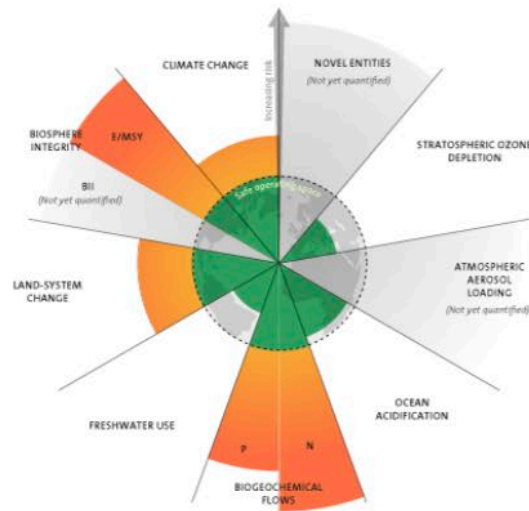 CLIMATE CHANGE
Increasing risk
NOVEL ENTITIES
(Not yet quantified)
STRATOSPHERIC OZONE
DEPLETION
ATMOSPHERIC
AEROSOL
LOADING
(Not yet quantified)
OCEAN
ACIDIFICATION
N
P
BIOGEOCHEMICAL
FLOWS
FRESHWATER USE
LAND-SYSTEM
CHANGE
BII
(Not yet quantified)
BIOSPHERE
INTEGRITY
E/MSY
Safe operating space